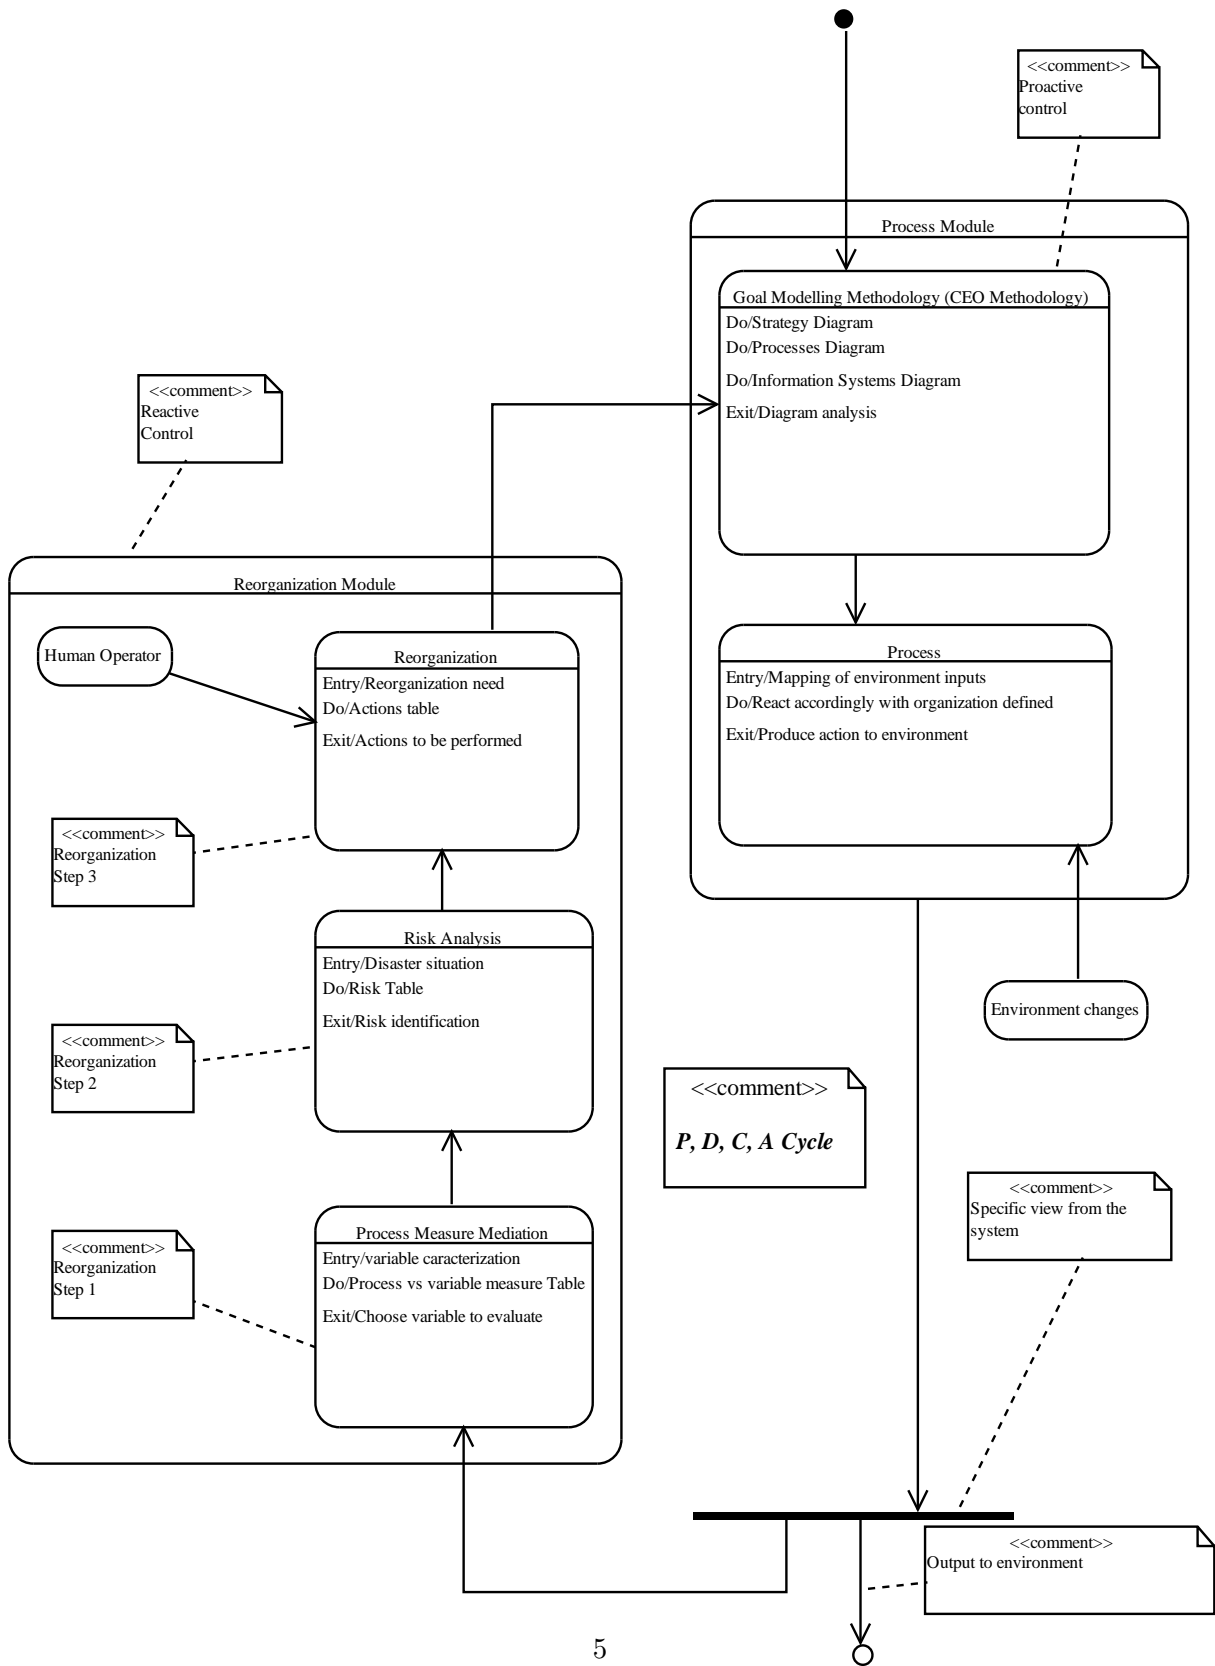 <<comment>>
Proactive
control
Process Module
Goal Modelling Methodology (CEO Methodology)
Do/Strategy Diagram
Do/Processes Diagram
Do/Information Systems Diagram
Exit/Diagram analysis
<<comment>>
Reactive
Control
Reorganization Module
Human Operator
Reorganization
Entry/Reorganization need
Do/Actions table
Exit/Actions to be performed
Process
Entry/Mapping of environment inputs
Do/React accordingly with organization defined
Exit/Produce action to environment
<<comment>>
Reorganization
Step 3
Risk Analysis
Entry/Disaster situation
Do/Risk Table
Exit/Risk identification
Environment changes
<<comment>>
Reorganization
Step 2
<<comment>>
P, D, C, A Cycle
<<comment>>
Specific view from the
system
Process Measure Mediation
Entry/variable caracterization
Do/Process vs variable measure Table
Exit/Choose variable to evaluate
<<comment>>
Reorganization
Step 1
<<comment>>
Output to environment
5